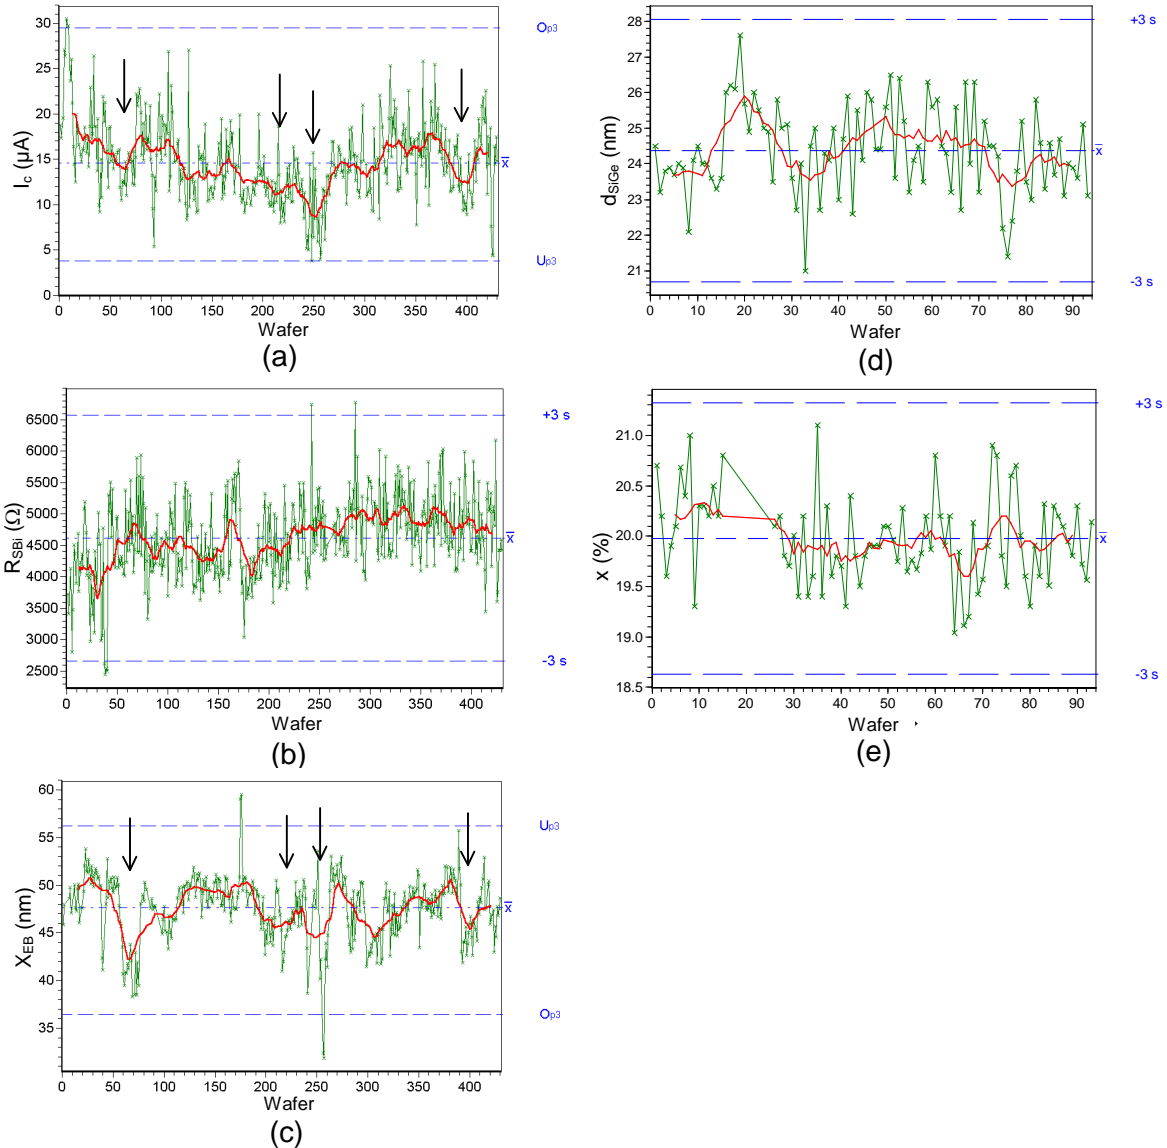 30
25
20
15
10
5
0
I_c (µA)
Op3
x̄
Up3
0 50 100 150 200 250 300 350 400
Wafer
(a)
28
27
26
25
24
23
22
21
d_SiGe (nm)
+3 s
x̄
-3 s
0 10 20 30 40 50 60 70 80 90
Wafer
(d)
6500
6000
5500
5000
4500
4000
3500
3000
2500
R_SBi (Ω)
+3 s
x̄
-3 s
0 50 100 150 200 250 300 350 400
Wafer
(b)
21.0
20.5
20.0
19.5
19.0
18.5
x (%)
+3 s
x̄
-3 s
0 10 20 30 40 50 60 70 80 90
Wafer
(e)
60
55
50
45
40
35
X_EB (nm)
Up3
x̄
Op3
0 50 100 150 200 250 300 350 400
Wafer
(c)